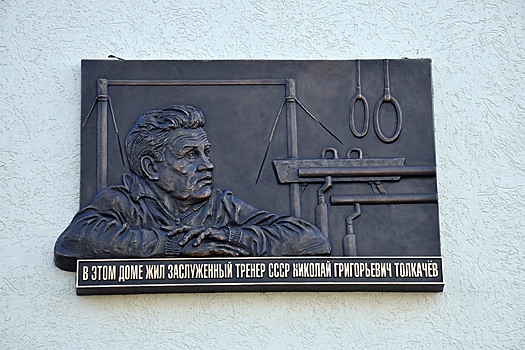 В ЭТОМ ДОМЕ ЖИЛ ЗАСЛУЖЕННЫЙ ТРЕНЕР СССР НИКОЛАЙ ГРИГОРЬЕВИЧ ТОЛКАЧЁВ